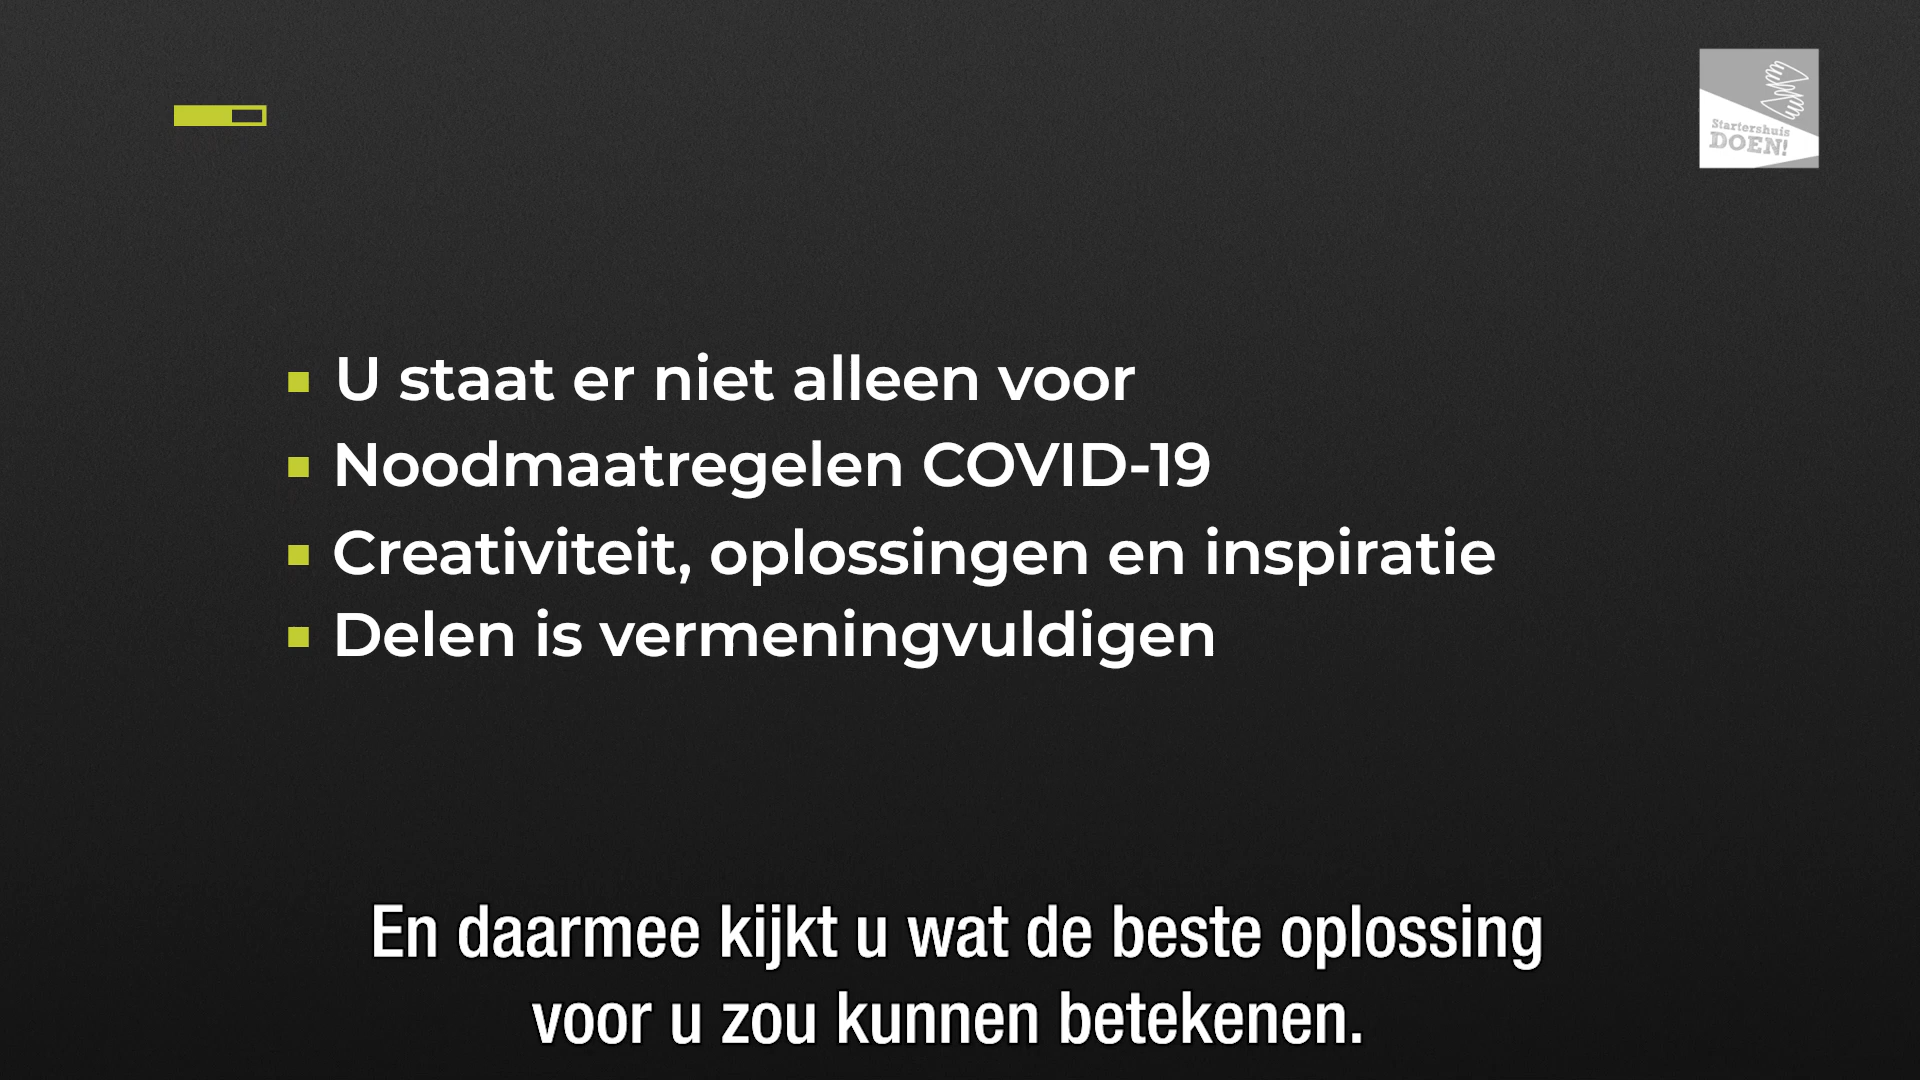 Startershuis
DOEN!
U staat er niet alleen voor
Noodmaatregelen COVID-19
Creativiteit, oplossingen en inspiratie
Delen is vermeningvuldigen
En daarmee kijkt u wat de beste oplossing
voor u zou kunnen betekenen.